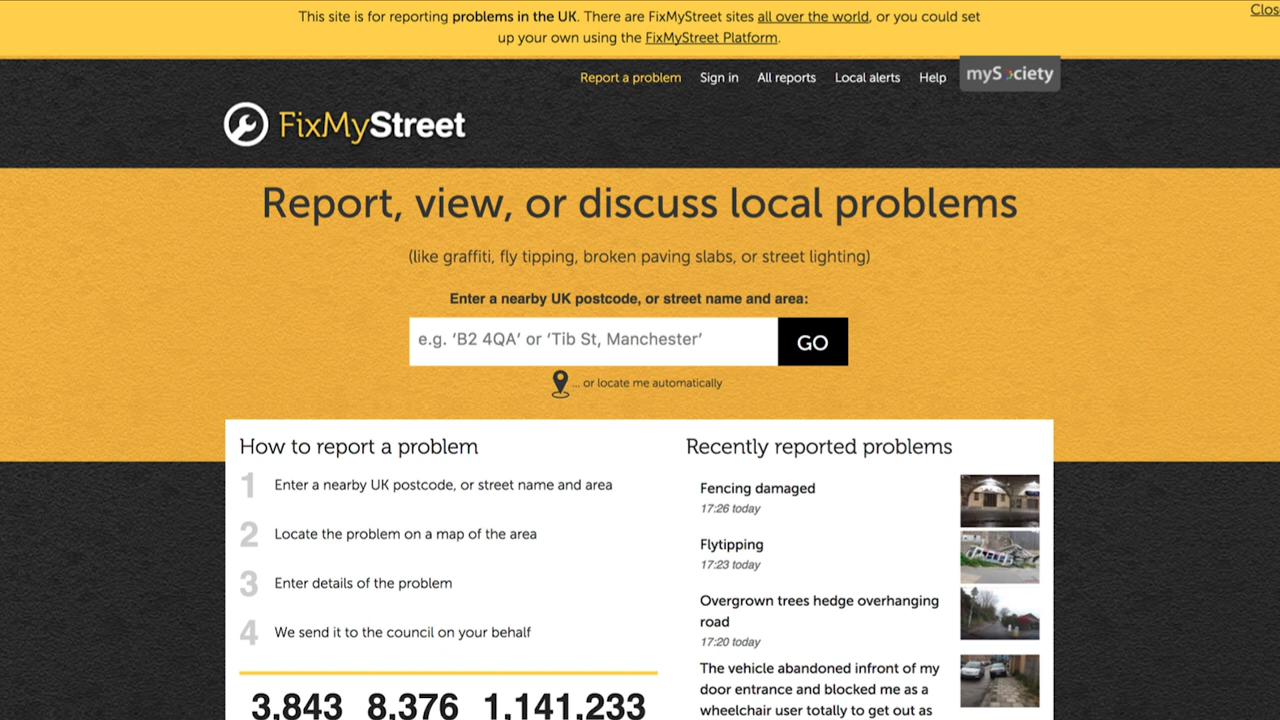 This site is for reporting problems in the UK. There are FixMyStreet sites all over the world, or you could set
up your own using the FixMyStreet Platform.
Clos
Report a problem Sign in All reports Local alerts Help mySociety
FixMyStreet
Report, view, or discuss local problems
(like graffiti, fly tipping, broken paving slabs, or street lighting)
Enter a nearby UK postcode, or street name and area:
e.g. ‘B2 4QA’ or ‘Tib St, Manchester’
GO
... or locate me automatically
How to report a problem
1 Enter a nearby UK postcode, or street name and area
2 Locate the problem on a map of the area
3 Enter details of the problem
4 We send it to the council on your behalf
3,843 8,376 1,141,233
Recently reported problems
Fencing damaged
17:26 today
Flytipping
17:23 today
Overgrown trees hedge overhanging
road
17:20 today
The vehicle abandoned infront of my
door entrance and blocked me as a
wheelchair user totally to get out as